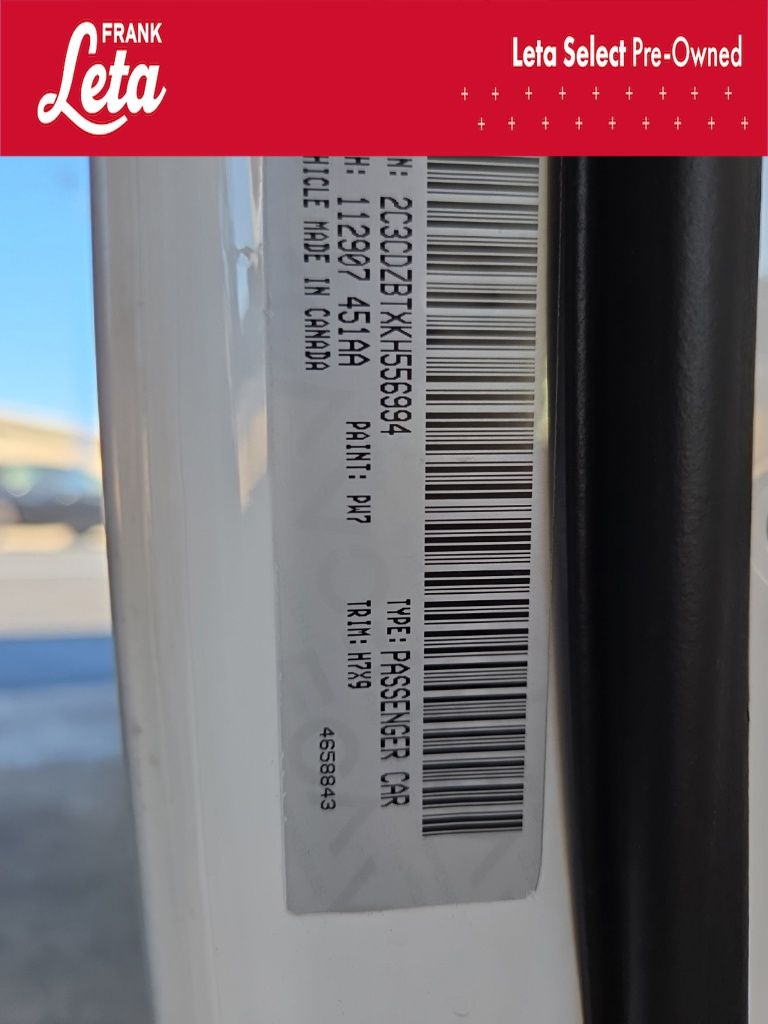 FRANK
Leta
Leta Select Pre-Owned
N: 2C3CDZBTXKH556994
TYPE: PASSENGER CAR
H: 112907 451AA
PAINT: PW7
TRIM: H7X9
HICLE MADE IN CANADA
4658843